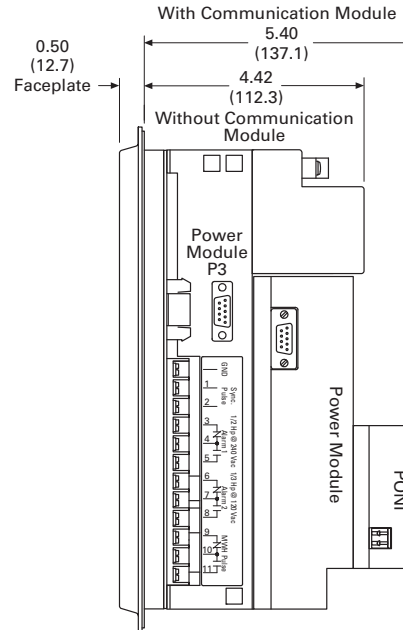 With Communication Module
5.40
(137.1)
0.50
(12.7)
Faceplate
4.42
(112.3)
Without Communication
Module
Power
Module
P3
GND
1
2
Sync.
Pulse
3
4
5
Alarm 1
1/2 Hp @ 240 Vac
6
7
8
Alarm 2
1/3 Hp @ 120 Vac
9
10
11
MWH Pulse
Power Module
PONI